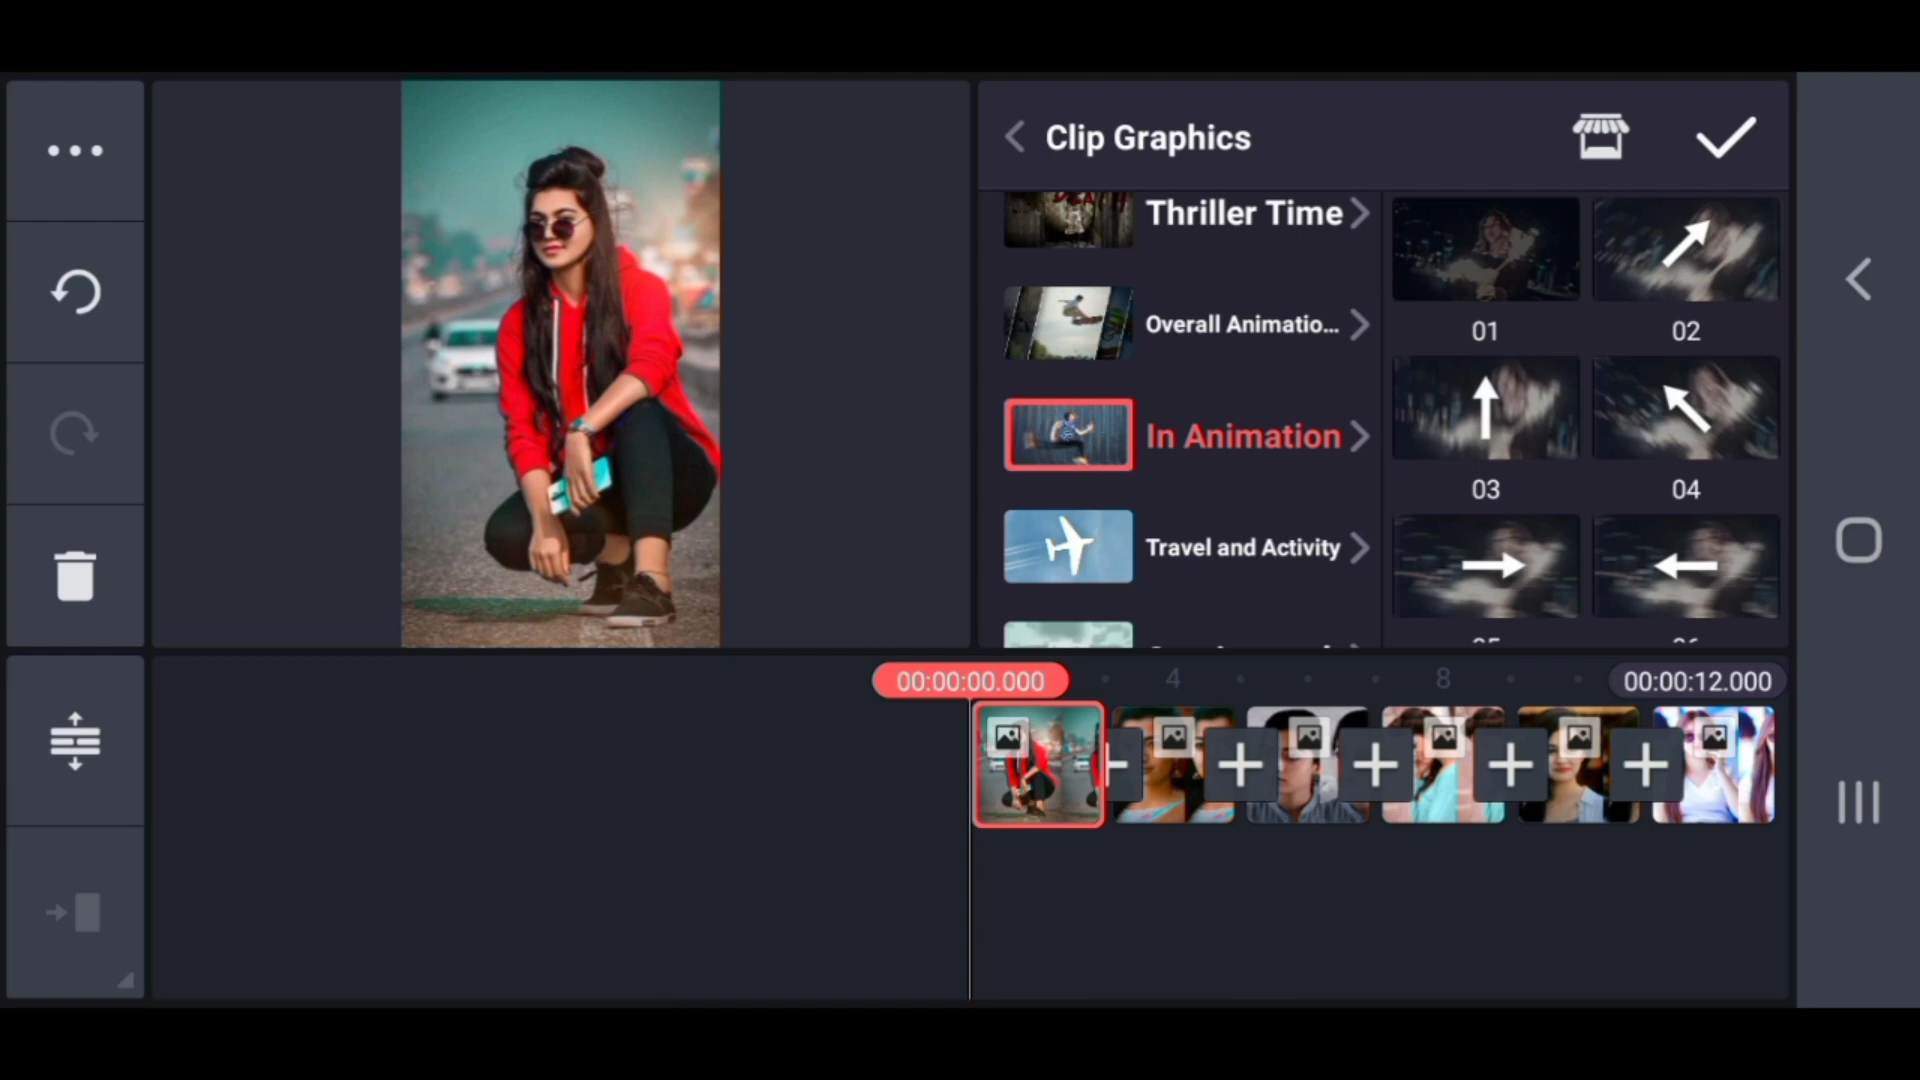 Clip Graphics
Thriller Time
Overall Animatio...
In Animation
Travel and Activity
01
02
03
04
00:00:00.000
4
8
00:00:12.000